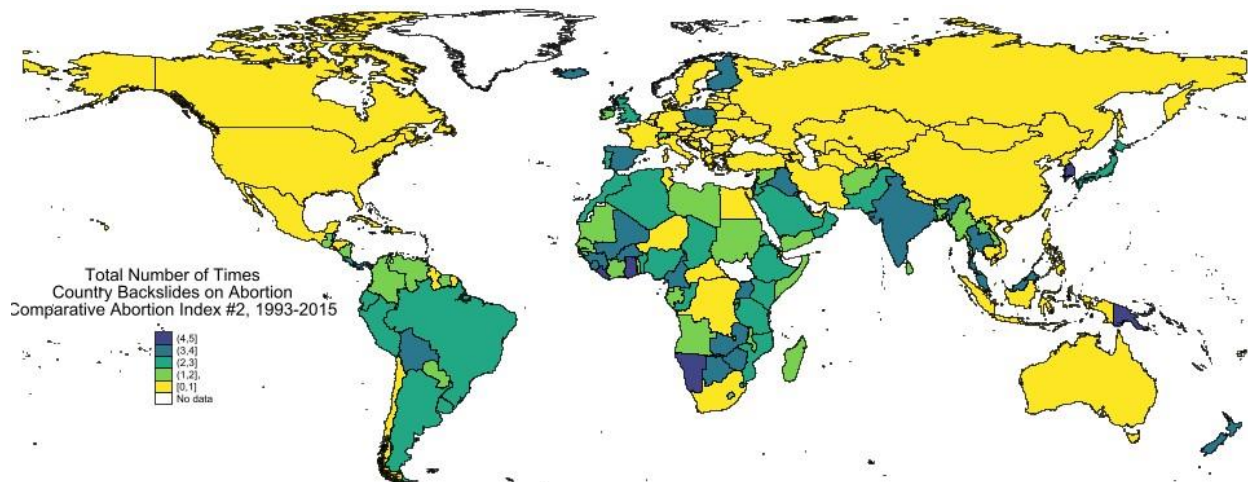 Total Number of Times
Country Backslides on Abortion
Comparative Abortion Index #2, 1993-2015
(4,5]
(3,4]
(2,3]
(1,2],
[0,1]
No data